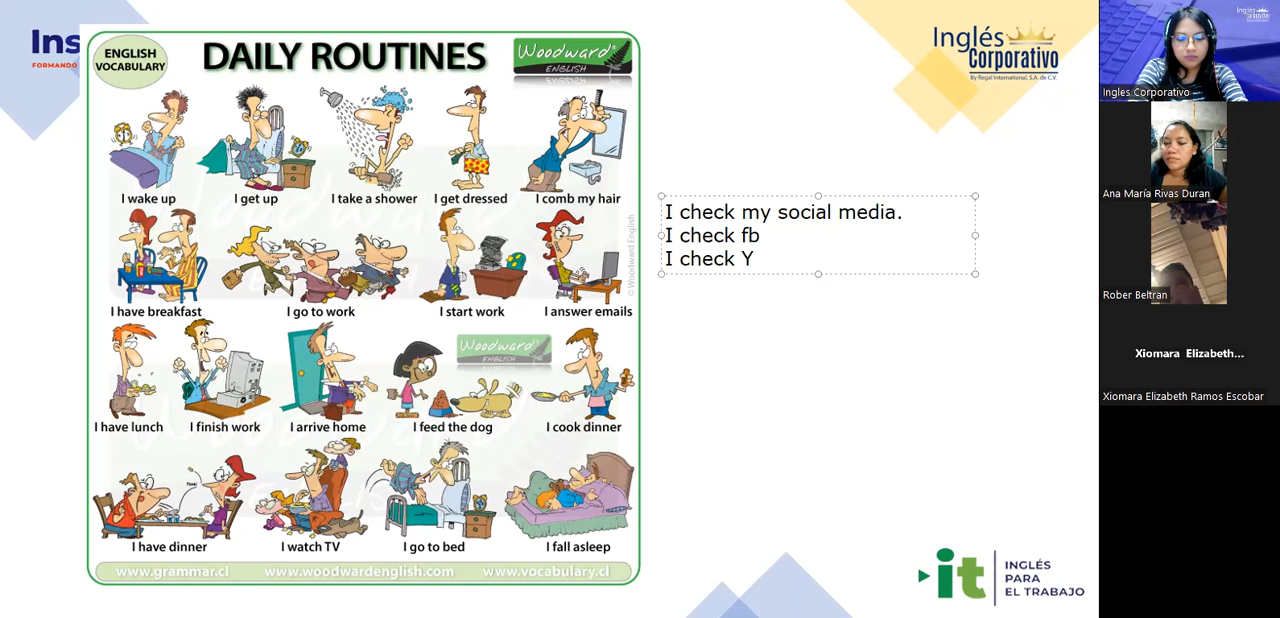 Ins
FORMANDO
ENGLISH
VOCABULARY
DAILY ROUTINES
Woodward®
ENGLISH
I wake up
I get up
I take a shower
I get dressed
I comb my hair
I have breakfast
I go to work
I start work
I answer emails
© Woodward English
Woodward®
ENGLISH
I have lunch
I finish work
I arrive home
I feed the dog
I cook dinner
I have dinner
I watch TV
I go to bed
I fall asleep
www.grammar.cl www.woodwardenglish.com www.vocabulary.cl
Inglés
Corporativo
By Regal International, S.A. de C.V.
I check my social media.
I check fb
I check Y
it
INGLÉS
PARA
EL TRABAJO
Ingles Corporativo
Ana María Rivas Duran
Rober Beltran
Xiomara Elizabeth...
Xiomara Elizabeth Ramos Escobar